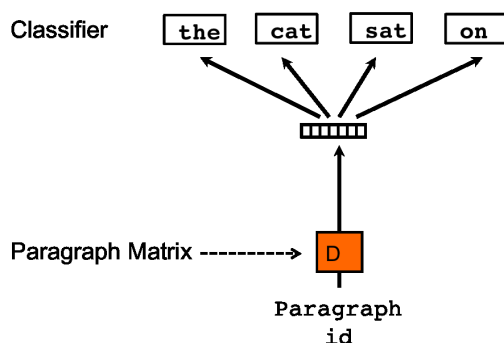 Classifier the cat sat on
Paragraph Matrix D
Paragraph
id